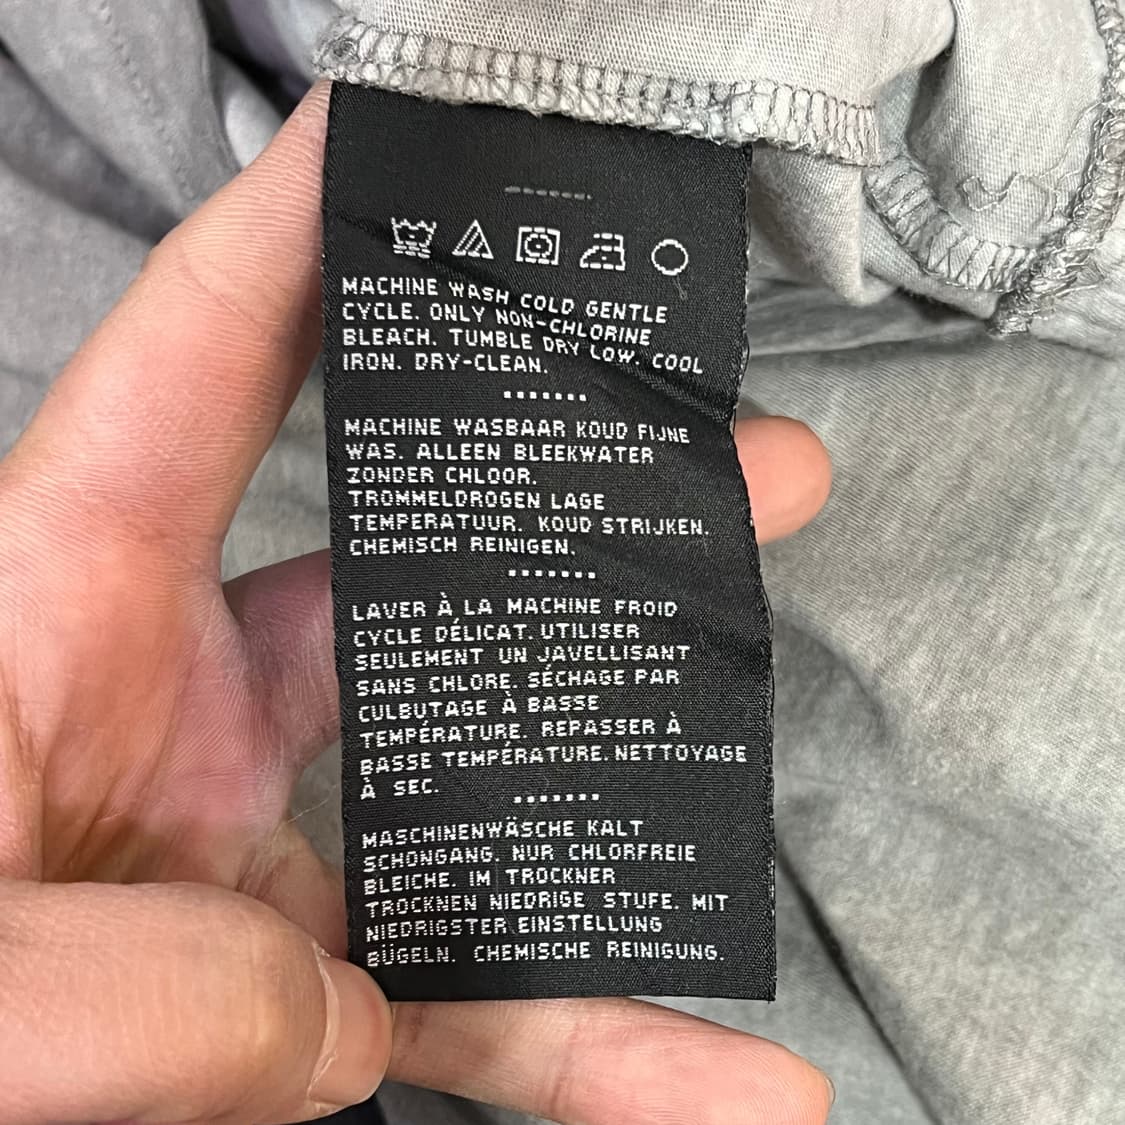 MACHINE WASH COLD GENTLE
CYCLE. ONLY NON-CHLORINE
BLEACH. TUMBLE DRY LOW. COOL
IRON. DRY-CLEAN.
MACHINE WASBAAR KOUD FIJNE
WAS. ALLEEN BLEEKWATER
ZONDER CHLOOR.
TROMMELDROGEN LAGE
TEMPERATUUR. KOUD STRIJKEN.
CHEMISCH REINIGEN.
LAVER À LA MACHINE FROID
CYCLE DÉLICAT. UTILISER
SEULEMENT UN JAVELLISANT
SANS CHLORE. SÉCHAGE PAR
CULBUTAGE À BASSE
TEMPÉRATURE. REPASSER À
BASSE TEMPÉRATURE. NETTOYAGE
À SEC.
MASCHINENWÄSCHE KALT
SCHONGANG. NUR CHLORFREIE
BLEICHE. IM TROCKNER
TROCKNEN NIEDRIGE STUFE. MIT
NIEDRIGSTER EINSTELLUNG
BÜGELN. CHEMISCHE REINIGUNG.